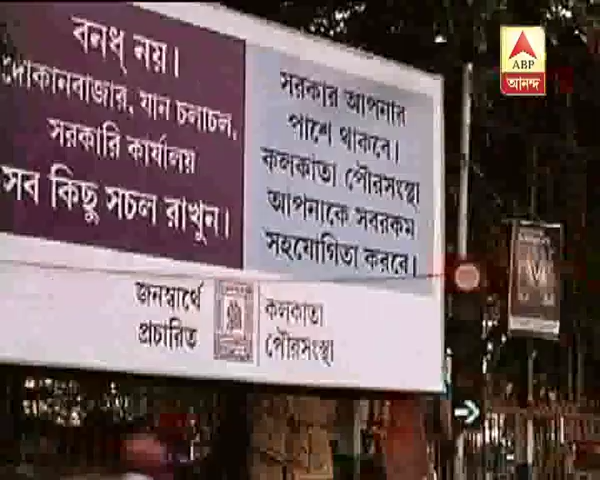 বনধ্ নয়।
দোকানবাজার, যান চলাচল,
সরকারি কার্যালয়
সব কিছু সচল রাখুন।
সরকার আপনার
পাশে থাকবে।
কলকাতা পৌরসংস্থা
আপনাকে সবরকম
সহযোগিতা করবে।
জনস্বার্থে
প্রচারিত
কলকাতা
পৌরসংস্থা
ABP
আনন্দ